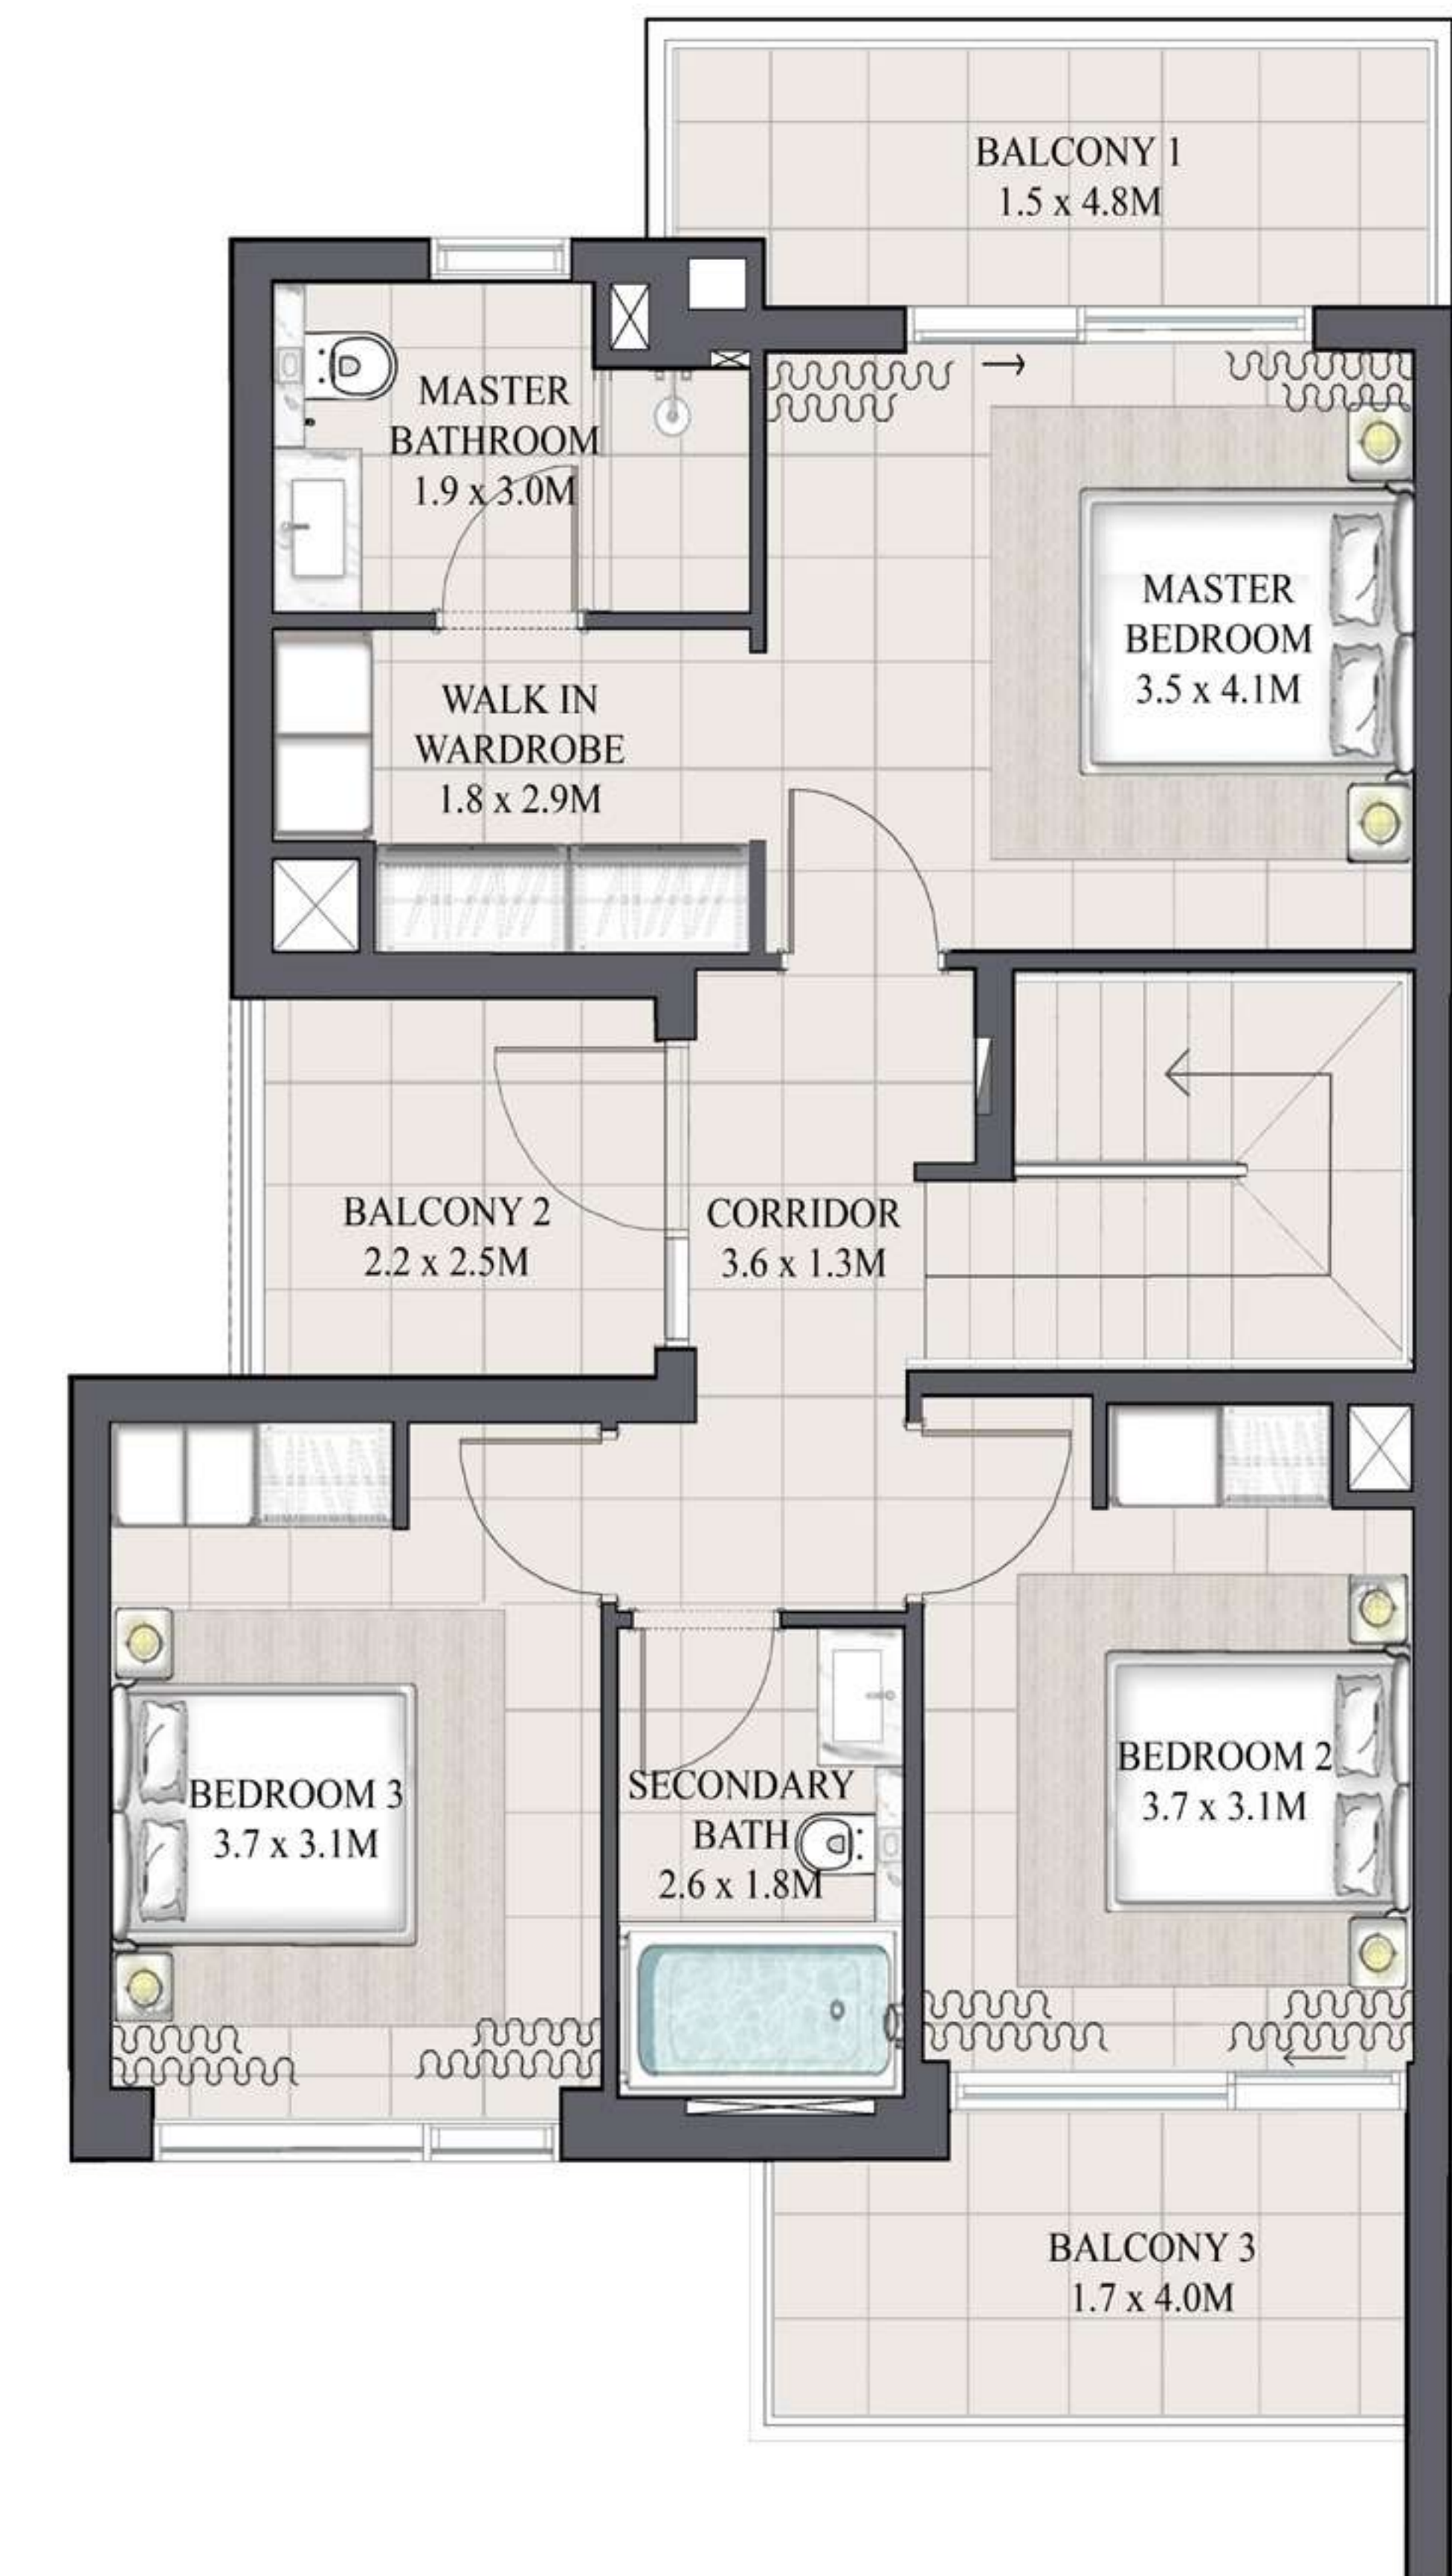 BALCONY 1
1.5 x 4.8M
MASTER
BATHROOM
1.9 x 3.0M
MASTER
BEDROOM
3.5 x 4.1M
WALK IN
WARDROBE
1.8 x 2.9M
BALCONY 2
2.2 x 2.5M
CORRIDOR
3.6 x 1.3M
BEDROOM 3
3.7 x 3.1M
SECONDARY
BATH
2.6 x 1.8M
BEDROOM 2
3.7 x 3.1M
BALCONY 3
1.7 x 4.0M